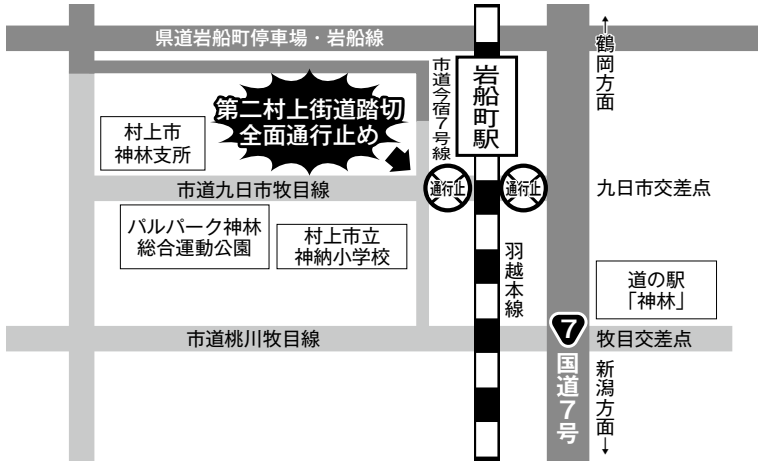 県道岩船町停車場・岩船線
←鶴岡方面
市道今宿7号線
岩船町駅
第二村上街道踏切
全面通行止め
村上市
神林支所
通行止
通行止
市道九日市牧目線
九日市交差点
パルパーク神林
総合運動公園
村上市立
神納小学校
羽越本線
道の駅
「神林」
市道桃川牧目線
7
国道7号
牧目交差点
新潟方面→